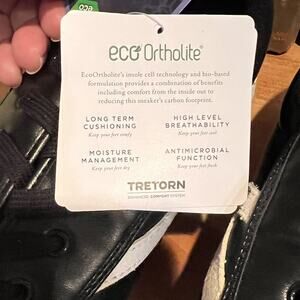 eco
eco Ortholite®
EcoOrtholite's insole cell technology and bio-based
formulation provides a combination of benefits
including comfort from the inside out to
reducing this sneaker's carbon footprint.
LONG TERM HIGH LEVEL
CUSHIONING BREATHABILITY
Keep your feet comfy Keep your feet cool
MOISTURE ANTIMICROBIAL
MANAGEMENT FUNCTION
Keep your feet dry Keep your feet fresh
TRETORN
ENHANCED COMFORT SYSTEM